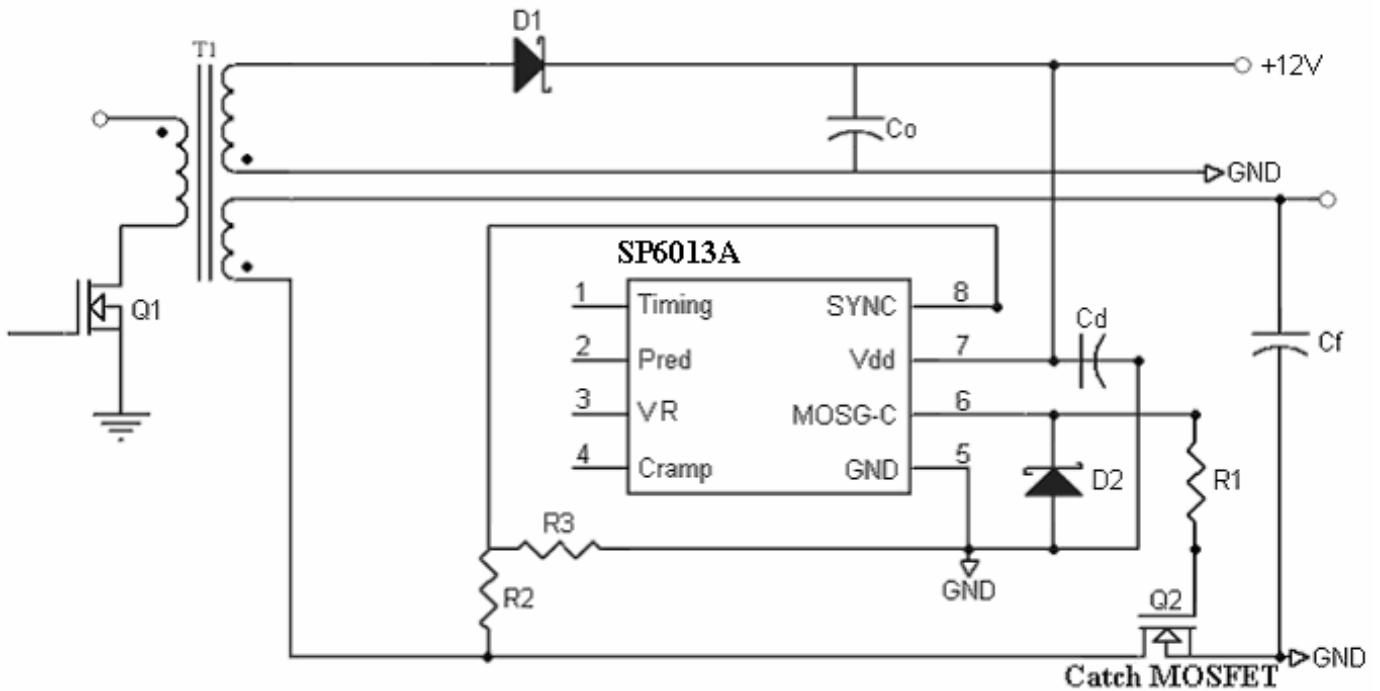 D1
T1
+12V
Co
GND
SP6013A
Q1
1 Timing SYNC 8
Cd
Cf
2 Pred Vdd 7
3 VR MOSG-C 6
4 Cramp GND 5
D2
R1
R3
GND
R2
Q2
GND
Catch MOSFET